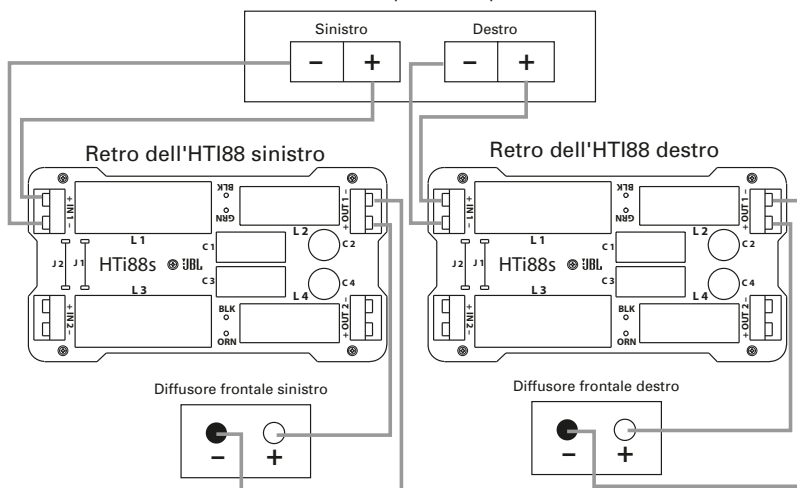 Sinistro
Destro
– +
– +
Retro dell'HTI88 sinistro
Retro dell'HTI88 destro
+ IN 1 –
L 1
BLK
GRN
L 2
+ OUT 1 –
C 1
C 2
J 2
J 1
HTi88s JBL
C 3
C 4
L 3
L 4
+ IN 2 –
BLK
ORN
+ OUT 2 –
+ IN 1 –
L 1
BLK
GRN
L 2
+ OUT 1 –
C 1
C 2
J 2
J 1
HTi88s JBL
C 3
C 4
L 3
L 4
+ IN 2 –
BLK
ORN
+ OUT 2 –
Diffusore frontale sinistro
– +
Diffusore frontale destro
– +